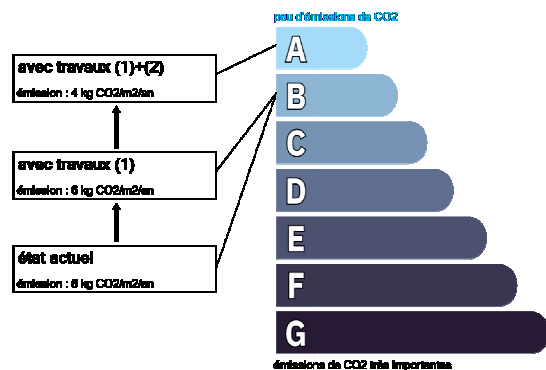 peu d'émissions de CO2
A
avec travaux (1)+(2)
émission : 4 kg CO2/m2/an
B
avec travaux (1)
émission : 6 kg CO2/m2/an
C
D
état actuel
émission : 6 kg CO2/m2/an
E
F
G
émissions de CO2 très importantes